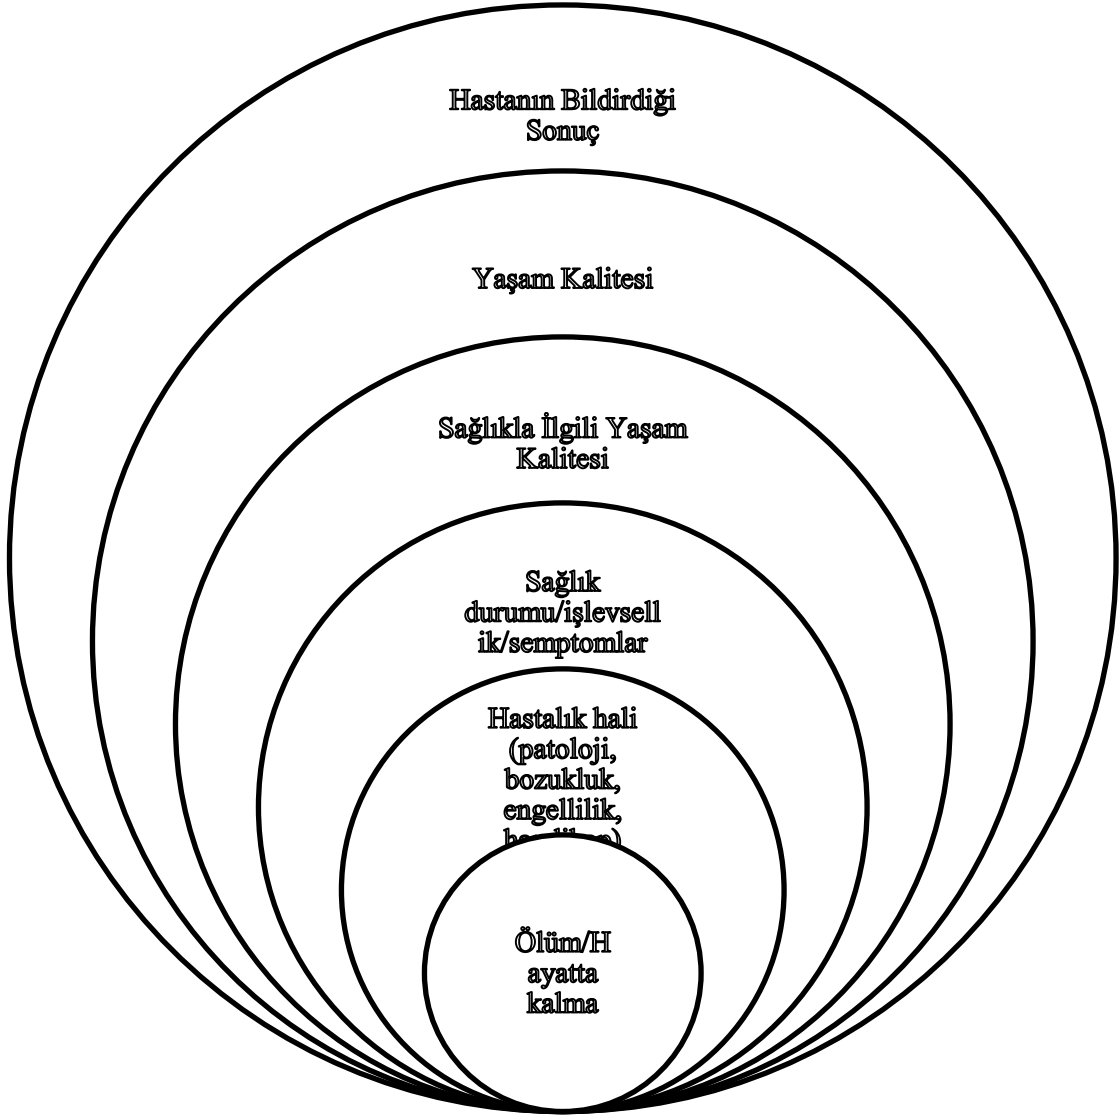 Hastanın Bildirdiği
Sonuç
Yaşam Kalitesi
Sağlıkla İlgili Yaşam
Kalitesi
Sağlık
durumu/işlevsell
ik/semptomlar
Hastalık hali
(patoloji,
bozukluk,
engellilik,
Ölüm/H
ayatta
kalma